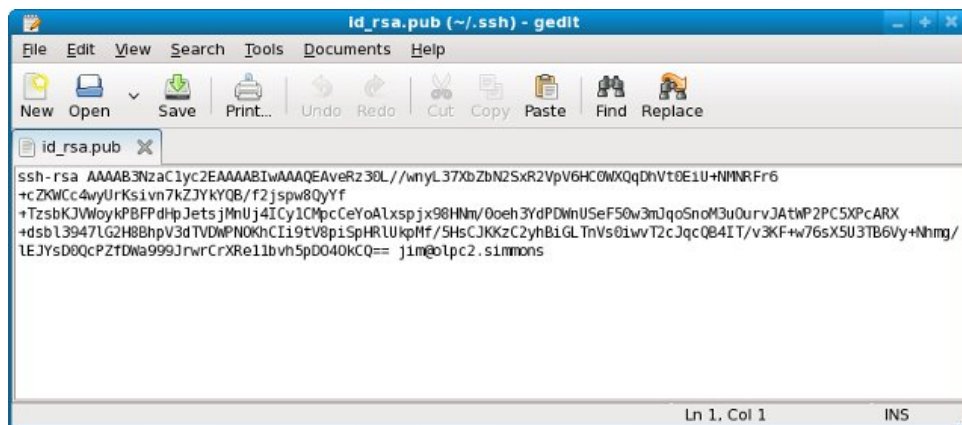 id_rsa.pub (~/.ssh) - gedit
File Edit View Search Tools Documents Help
New Open Save Print... Undo Redo Cut Copy Paste Find Replace
id_rsa.pub
ssh-rsa AAAAB3NzaC1yc2EAAAABIwAAAQEAveRz30L//wnyL37XbZbN2SxR2VpV6HC0WXQqDhVt0EiU+NMNRFr6
+cZKWCc4wyUrKsivn7kZJYkYQB/f2jspw8QyYf
+TzsbKJVWoykPBFPdHpJetsjMnUj4ICy1CMpcCeYoAlxspjx98HNm/0oeh3YdPDWnUSeF50w3mJqoSnoM3uOurvJAtWP2PC5XPcARX
+dsbl3947lG2H8BhpV3dTVDWPNOKhCIi9tV8piSpHRlUkpMf/5HsCJKKzC2yhBiGLTnVs0iwvT2cJqcQB4IT/v3KF+w76sX5U3TB6Vy+Nhmg/
lEJYsD0QcPZfDWa999JrwrCrXRe11bvh5pDO4OkCQ== jim@olpc2.simmons
Ln 1, Col 1 INS